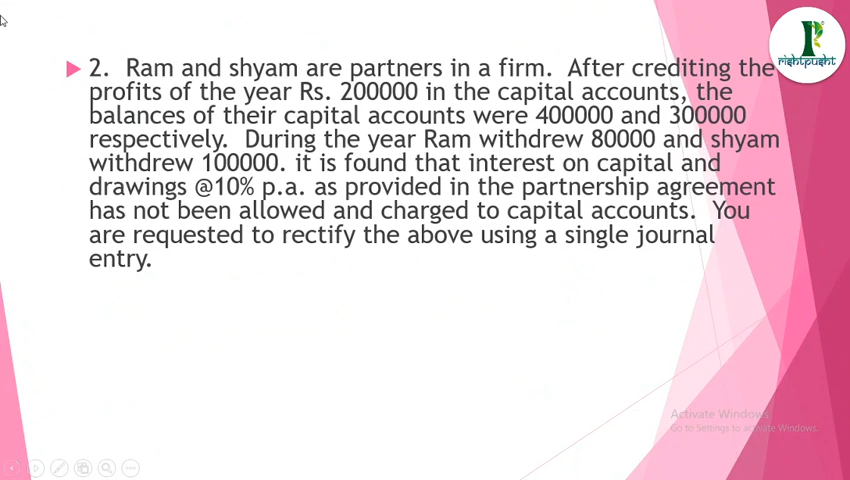 rishtpusht
2. Ram and shyam are partners in a firm. After crediting the
profits of the year Rs. 200000 in the capital accounts, the
balances of their capital accounts were 400000 and 300000
respectively. During the year Ram withdrew 80000 and shyam
withdrew 100000. it is found that interest on capital and
drawings @10% p.a. as provided in the partnership agreement
has not been allowed and charged to capital accounts. You
are requested to rectify the above using a single journal
entry.
Activate Windows
Go to Settings to activate Windows.